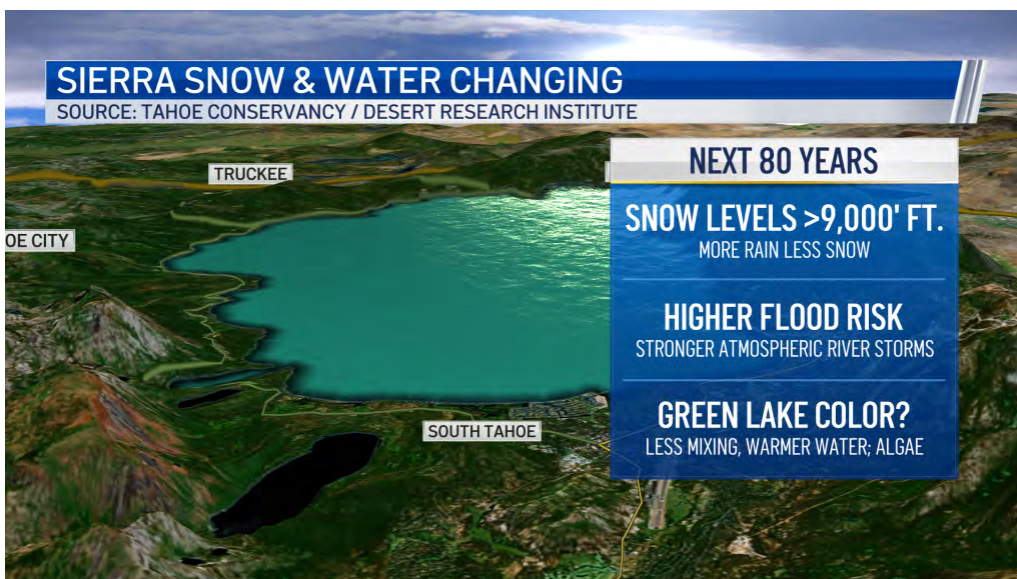 SIERRA SNOW & WATER CHANGING
SOURCE: TAHOE CONSERVANCY / DESERT RESEARCH INSTITUTE
NEXT 80 YEARS
TRUCKEE
SNOW LEVELS >9,000' FT.
OE CITY
MORE RAIN LESS SNOW
HIGHER FLOOD RISK
STRONGER ATMOSPHERIC RIVER STORMS
GREEN LAKE COLOR?
SOUTH TAHOE
LESS MIXING, WARMER WATER; ALGAE